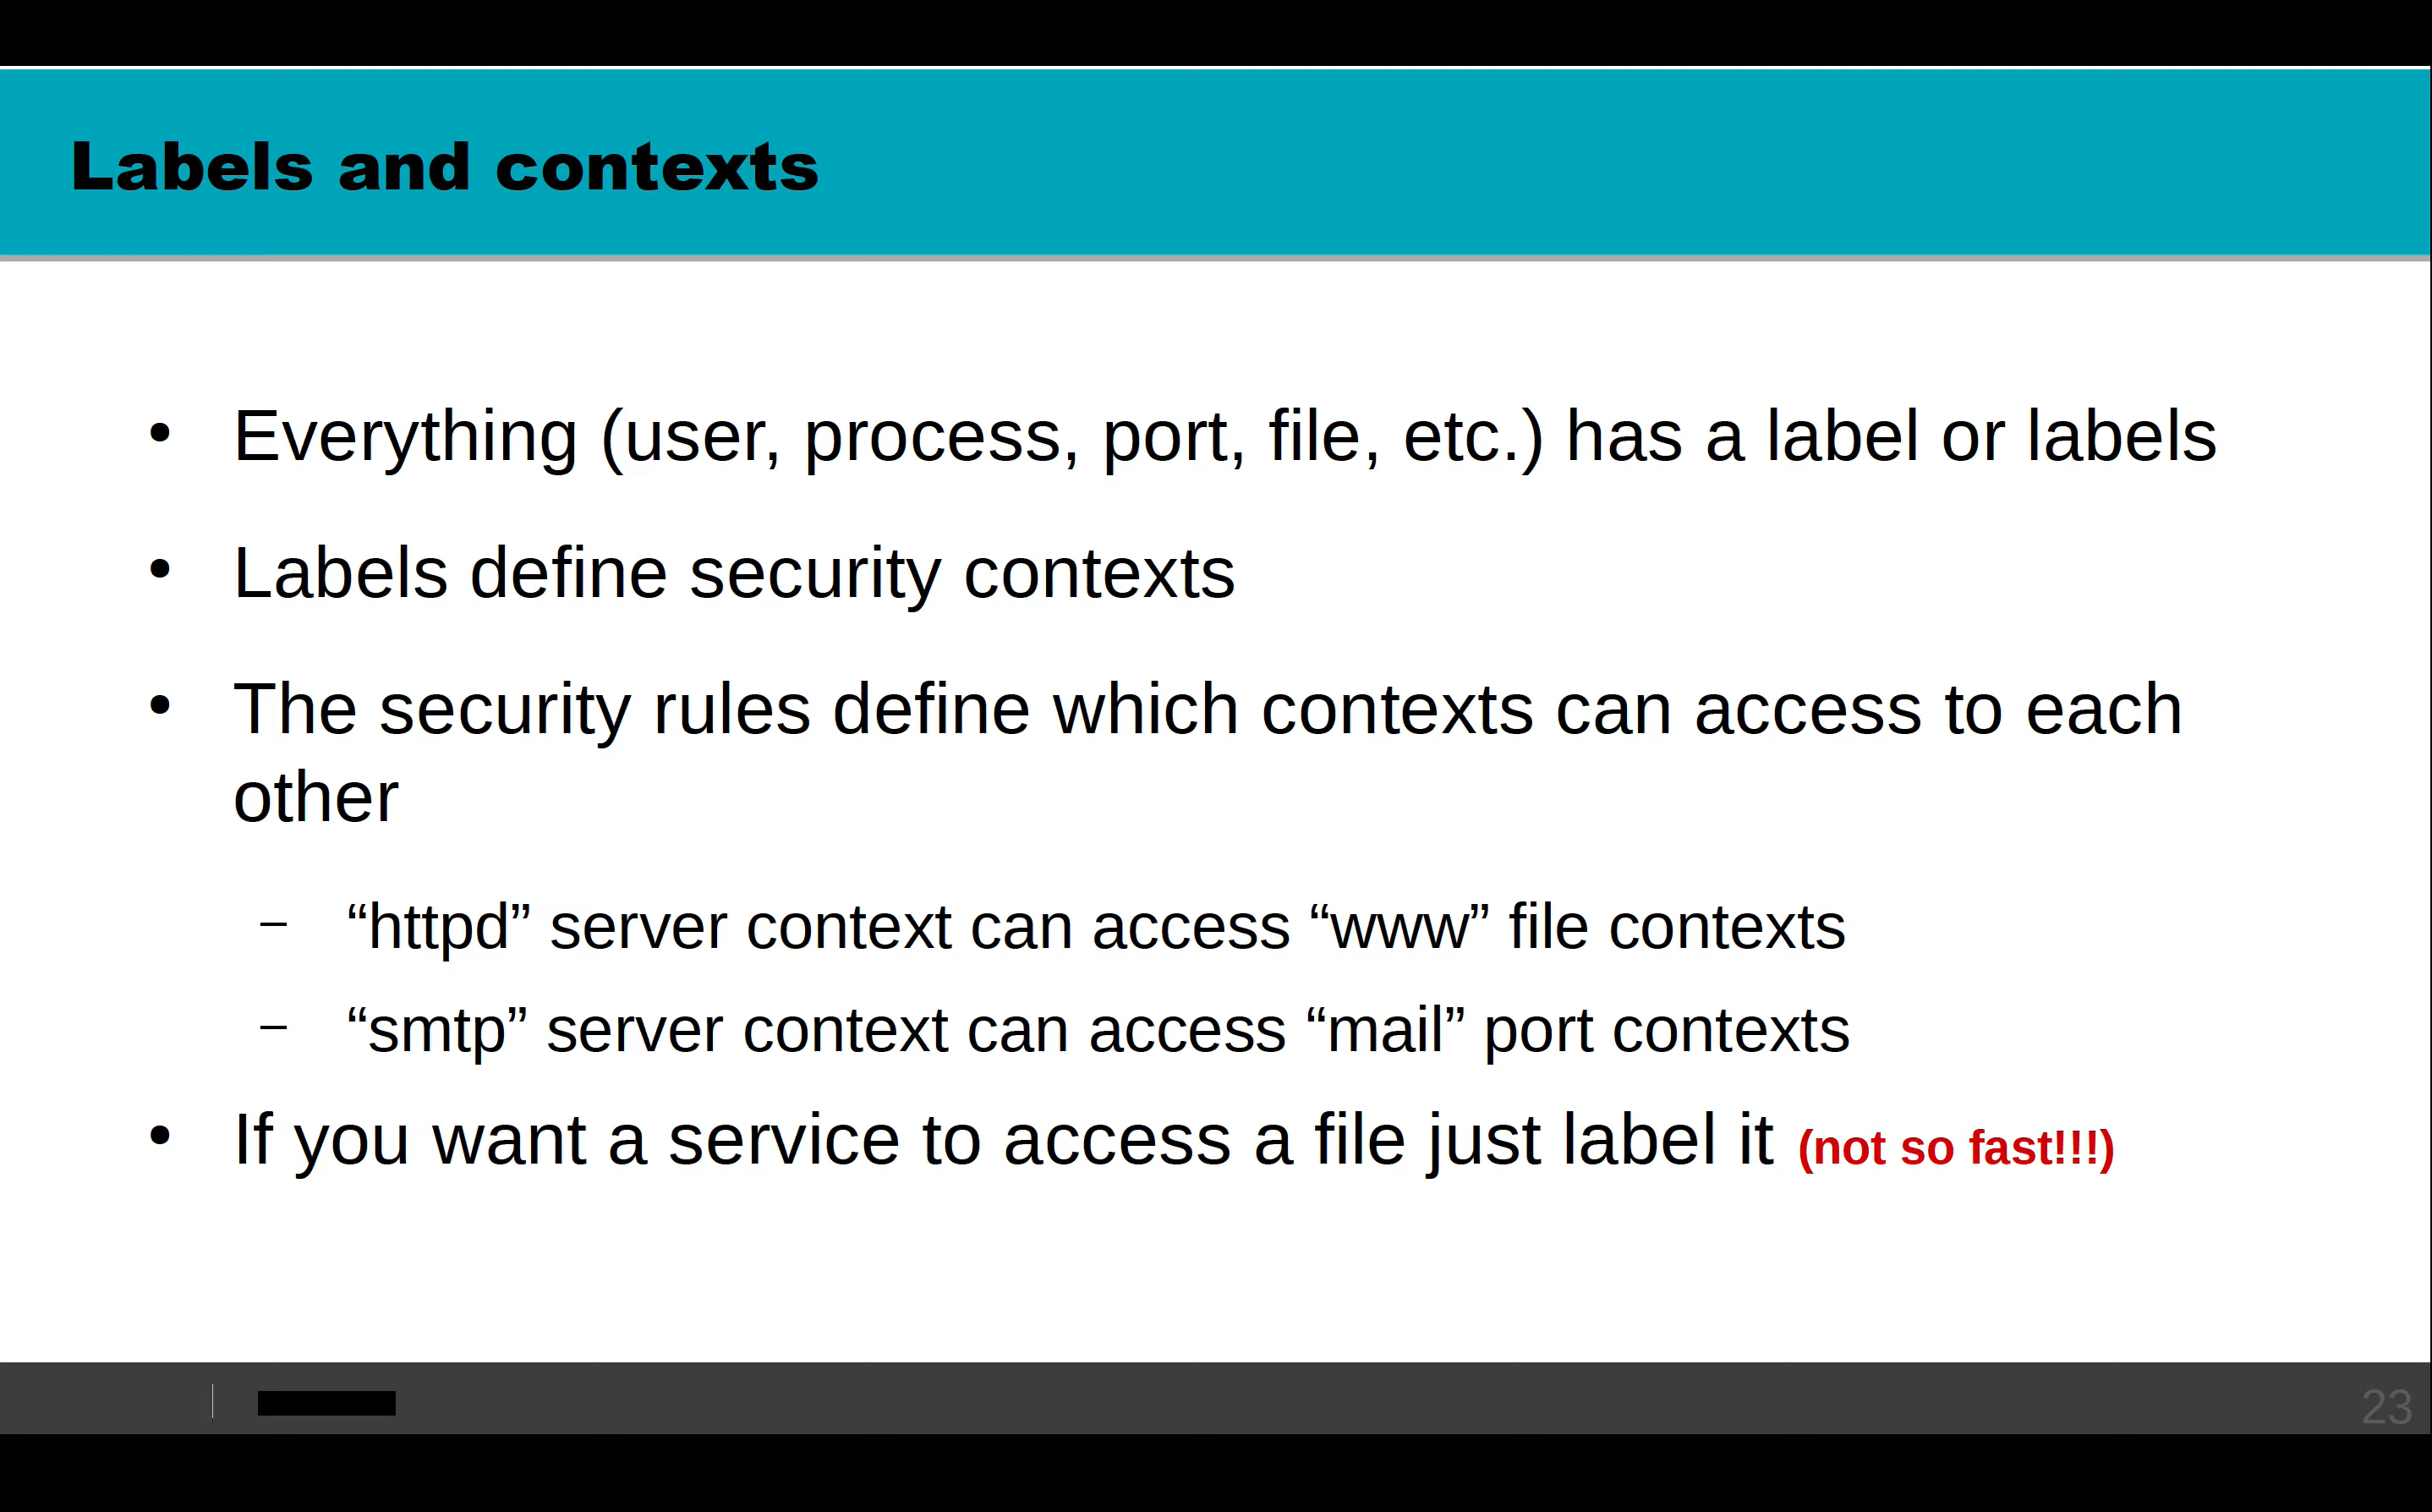 Labels and contexts
• Everything (user, process, port, file, etc.) has a label or labels
• Labels define security contexts
• The security rules define which contexts can access to each
other
– “httpd” server context can access “www” file contexts
– “smtp” server context can access “mail” port contexts
• If you want a service to access a file just label it (not so fast!!!)
23